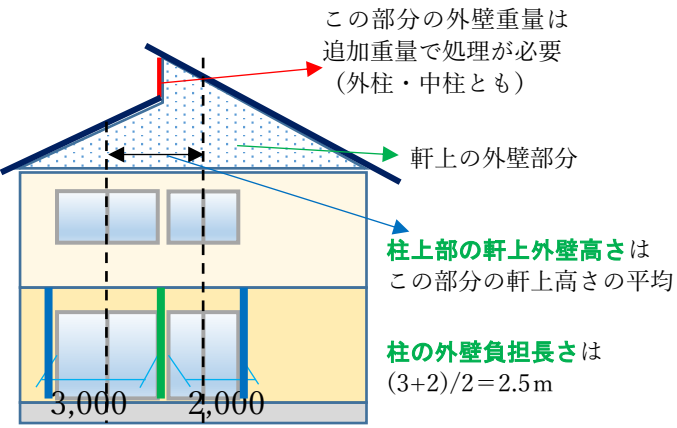 この部分の外壁重量は
追加重量で処理が必要
（外柱・中柱とも）
軒上の外壁部分
柱上部の軒上外壁高さは
この部分の軒上高さの平均
柱の外壁負担長さは
(3+2)/2＝2.5m
3,000 2,000